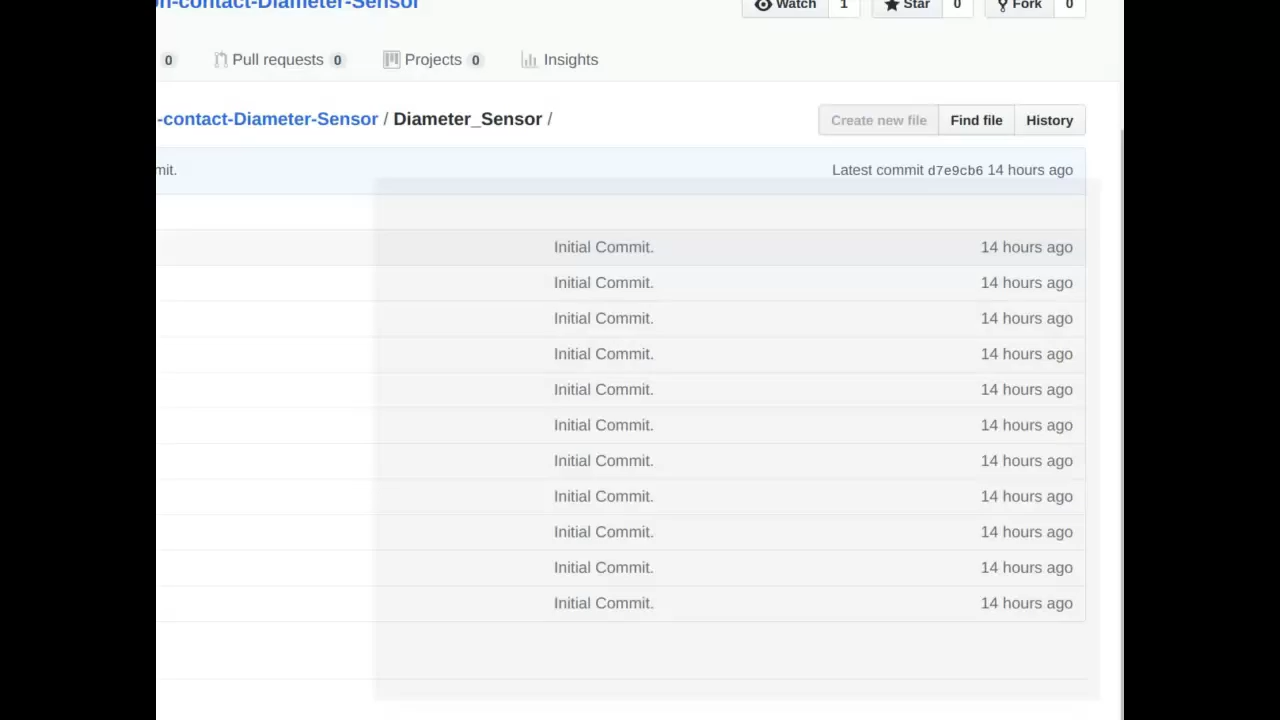 n-contact-Diameter-Sensor Watch 1 Star 0 Fork 0
0 Pull requests 0 Projects 0 Insights
-contact-Diameter-Sensor / Diameter_Sensor / Create new file Find file History
mit. Latest commit d7e9cb6 14 hours ago
Initial Commit. 14 hours ago
Initial Commit. 14 hours ago
Initial Commit. 14 hours ago
Initial Commit. 14 hours ago
Initial Commit. 14 hours ago
Initial Commit. 14 hours ago
Initial Commit. 14 hours ago
Initial Commit. 14 hours ago
Initial Commit. 14 hours ago
Initial Commit. 14 hours ago
Initial Commit. 14 hours ago